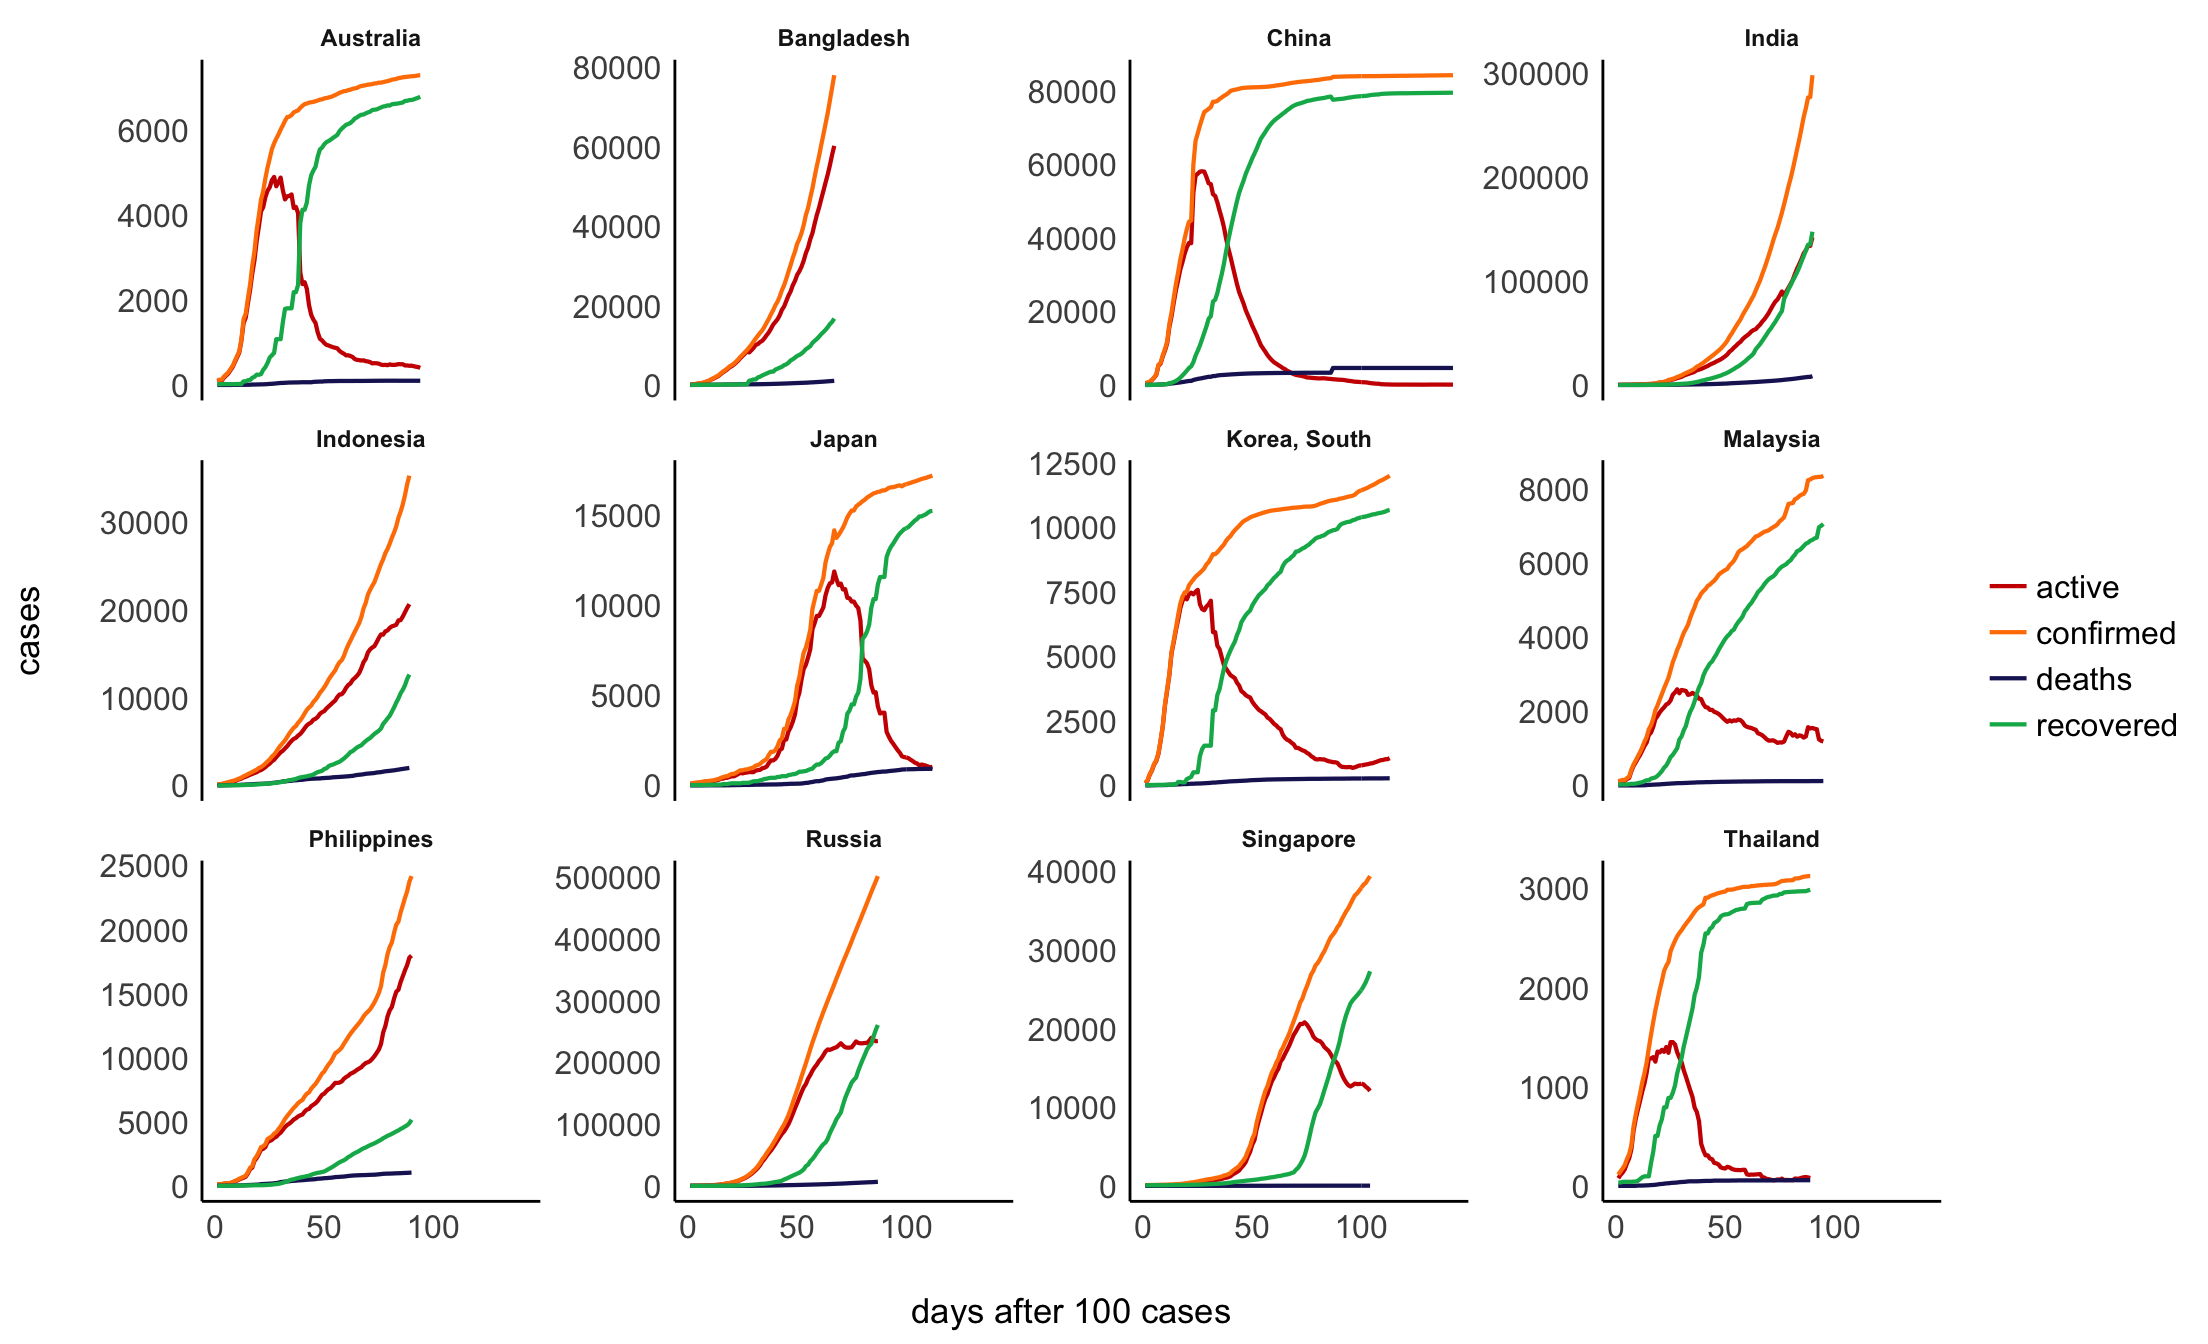 Australia
Bangladesh
China
India
6000
4000
2000
0
80000
60000
40000
20000
0
80000
60000
40000
20000
0
300000
200000
100000
0
Indonesia
Japan
Korea, South
Malaysia
30000
20000
10000
0
15000
10000
5000
0
12500
10000
7500
5000
2500
0
8000
6000
4000
2000
0
Philippines
Russia
Singapore
Thailand
25000
20000
15000
10000
5000
0
500000
400000
300000
200000
100000
0
40000
30000
20000
10000
0
3000
2000
1000
0
0 50 100
0 50 100
0 50 100
0 50 100
cases
days after 100 cases
active
confirmed
deaths
recovered